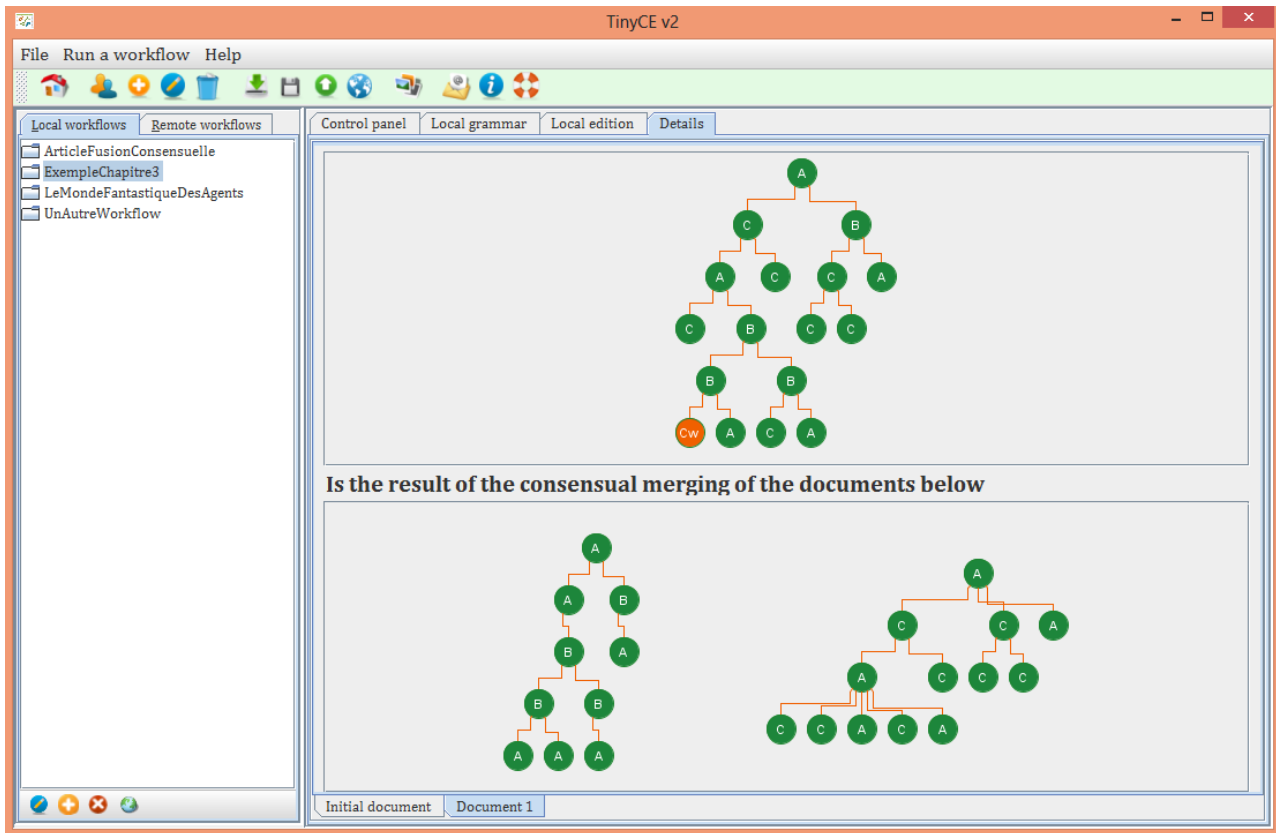 TinyCE v2
File Run a workflow Help
Local workflows Remote workflows
ArticleFusionConsensuelle
ExempleChapitre3
LeMondeFantastiqueDesAgents
UnAutreWorkflow
Control panel Local grammar Local edition Details
A
C B
A C C A
C B C C
B B
Cw A C A
Is the result of the consensual merging of the documents below
A
A B
B A
B B
A A A
A
C C A
A C C C
C C A C A
Initial document Document 1